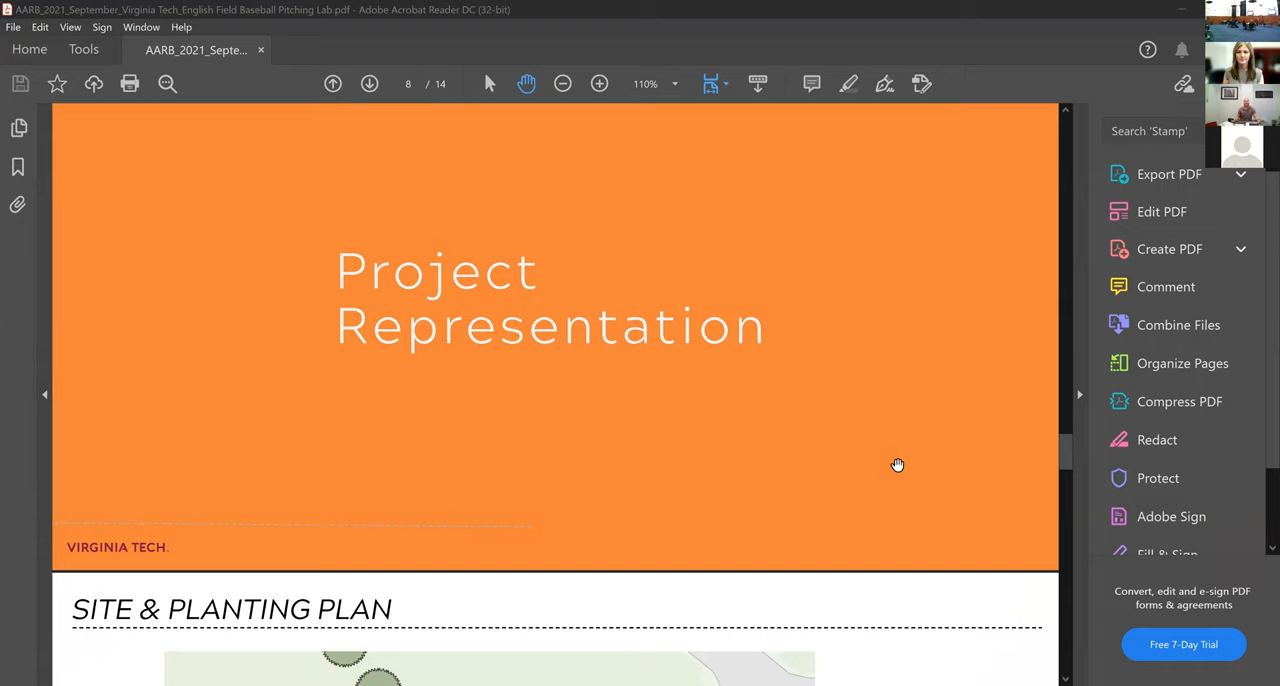 AARB_2021_September_Virginia Tech_English Field Baseball Pitching Lab.pdf - Adobe Acrobat Reader DC (32-bit)
File Edit View Sign Window Help
Home Tools AARB_2021_Septe... ×
8 / 14 110%
Search 'Stamp'
Export PDF
Edit PDF
Create PDF
Comment
Combine Files
Organize Pages
Compress PDF
Redact
Protect
Adobe Sign
Fill & Sign
Convert, edit and e-sign PDF
forms & agreements
Free 7-Day Trial
Project
Representation
VIRGINIA TECH.
SITE & PLANTING PLAN